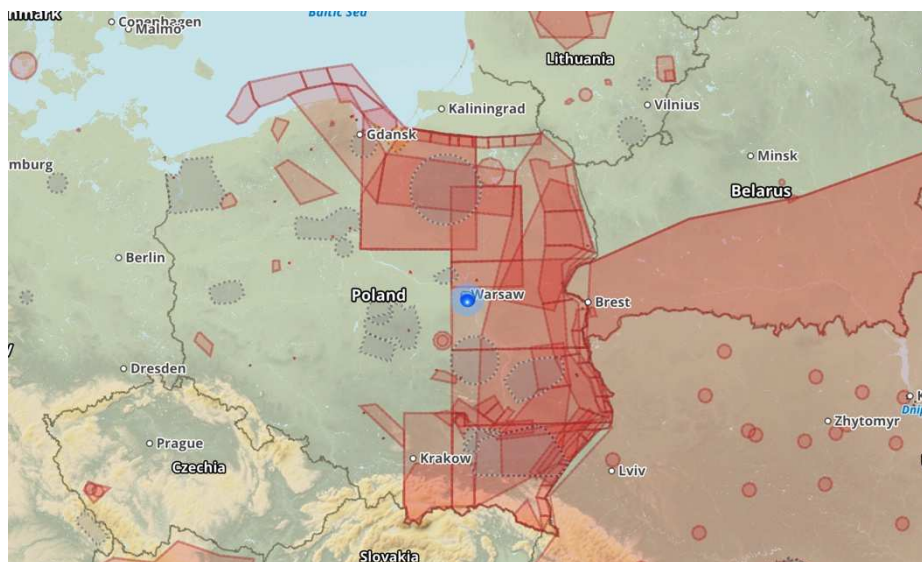 nmark
Copenhagen
Malmo
Baltic Sea
Lithuania
Kaliningrad
Vilnius
Gdansk
Minsk
mburg
Belarus
Berlin
Poland
Warsaw
Brest
Dresden
Zhytomyr
Prague
Krakow
Czechia
Lviv
Slovakia